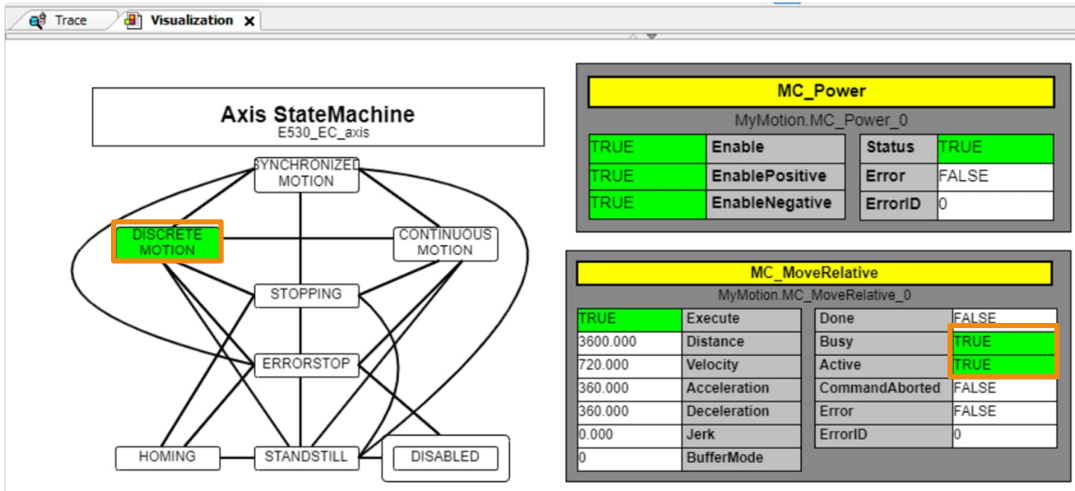 Trace
Visualization
Axis StateMachine
E530_EC_axis
SYNCHRONIZED
MOTION
DISCRETE
MOTION
CONTINUOUS
MOTION
STOPPING
ERRORSTOP
HOMING
STANDSTILL
DISABLED
MC_Power
MyMotion.MC_Power_0
TRUE Enable Status TRUE
TRUE EnablePositive Error FALSE
TRUE EnableNegative ErrorID 0
MC_MoveRelative
MyMotion.MC_MoveRelative_0
TRUE Execute Done FALSE
3600.000 Distance Busy TRUE
720.000 Velocity Active TRUE
360.000 Acceleration CommandAborted FALSE
360.000 Deceleration Error FALSE
0.000 Jerk ErrorID 0
0 BufferMode